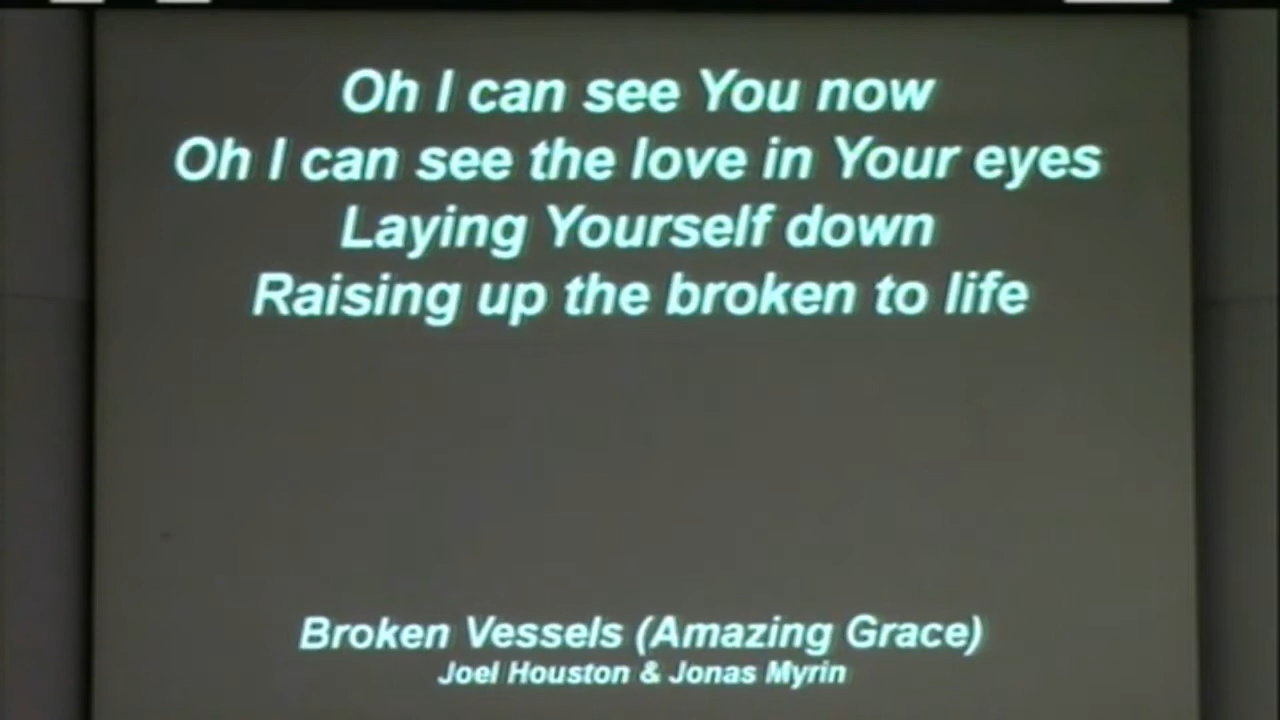 Oh I can see You now
Oh I can see the love in Your eyes
Laying Yourself down
Raising up the broken to life
Broken Vessels (Amazing Grace)
Joel Houston & Jonas Myrin